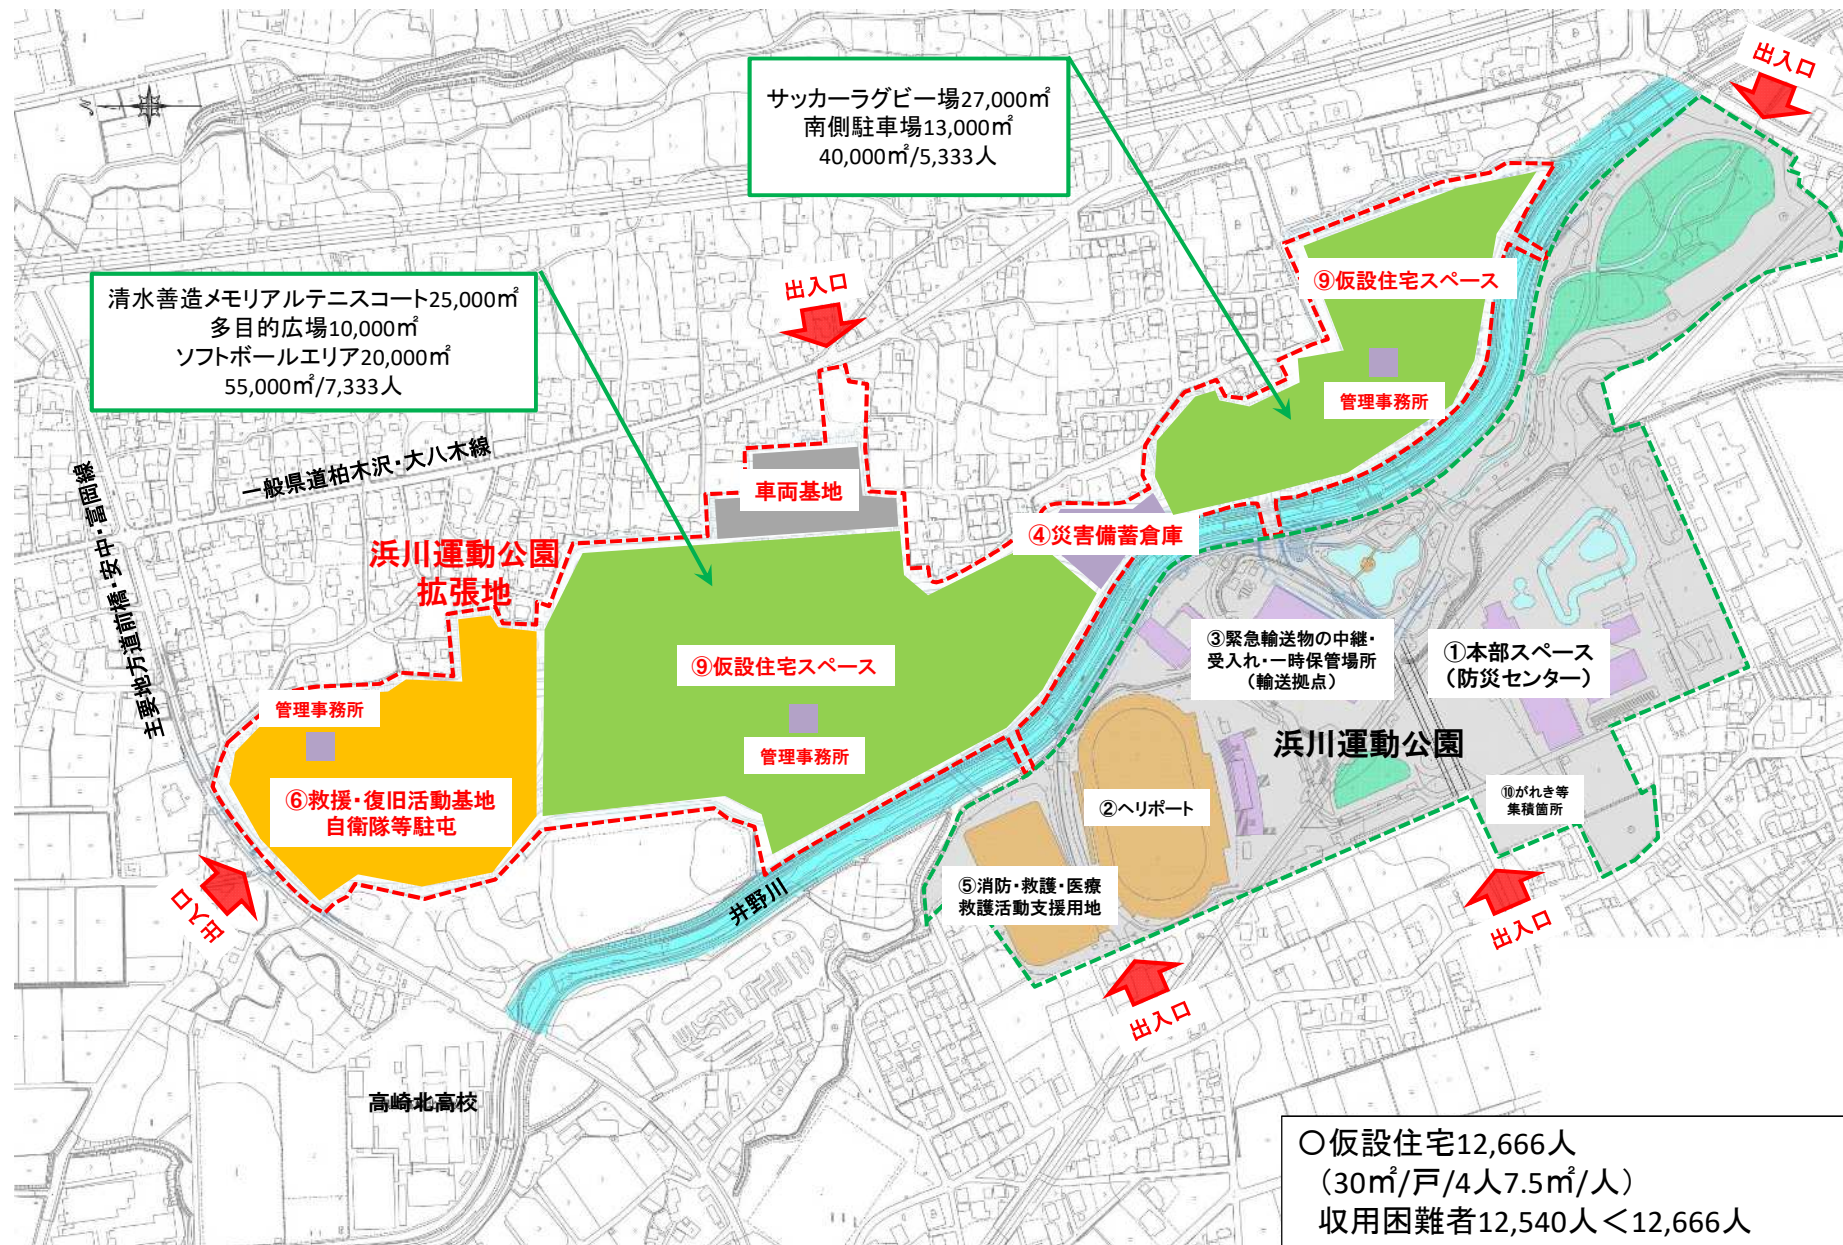 出入口
サッカーラグビー場27,000㎡
南側駐車場13,000㎡
40,000㎡/5,333人
清水善造メモリアルテニスコート25,000㎡
多目的広場10,000㎡
ソフトボールエリア20,000㎡
55,000㎡/7,333人
出入口
⑨仮設住宅スペース
管理事務所
一般県道柏木沢・大八木線
主要地方道前橋・安中・富岡線
車両基地
④災害備蓄倉庫
浜川運動公園
拡張地
⑨仮設住宅スペース
管理事務所
管理事務所
⑥救援・復旧活動基地
自衛隊等駐屯
③緊急輸送物の中継・
受入れ・一時保管場所
（輸送拠点）
①本部スペース
（防災センター）
浜川運動公園
②ヘリポート
⑩がれき等
集積箇所
⑤消防・救護・医療
救護活動支援用地
井野川
出入口
出入口
出入口
高崎北高校
〇仮設住宅12,666人
（30㎡/戸/4人7.5㎡/人）
収用困難者12,540人＜12,666人